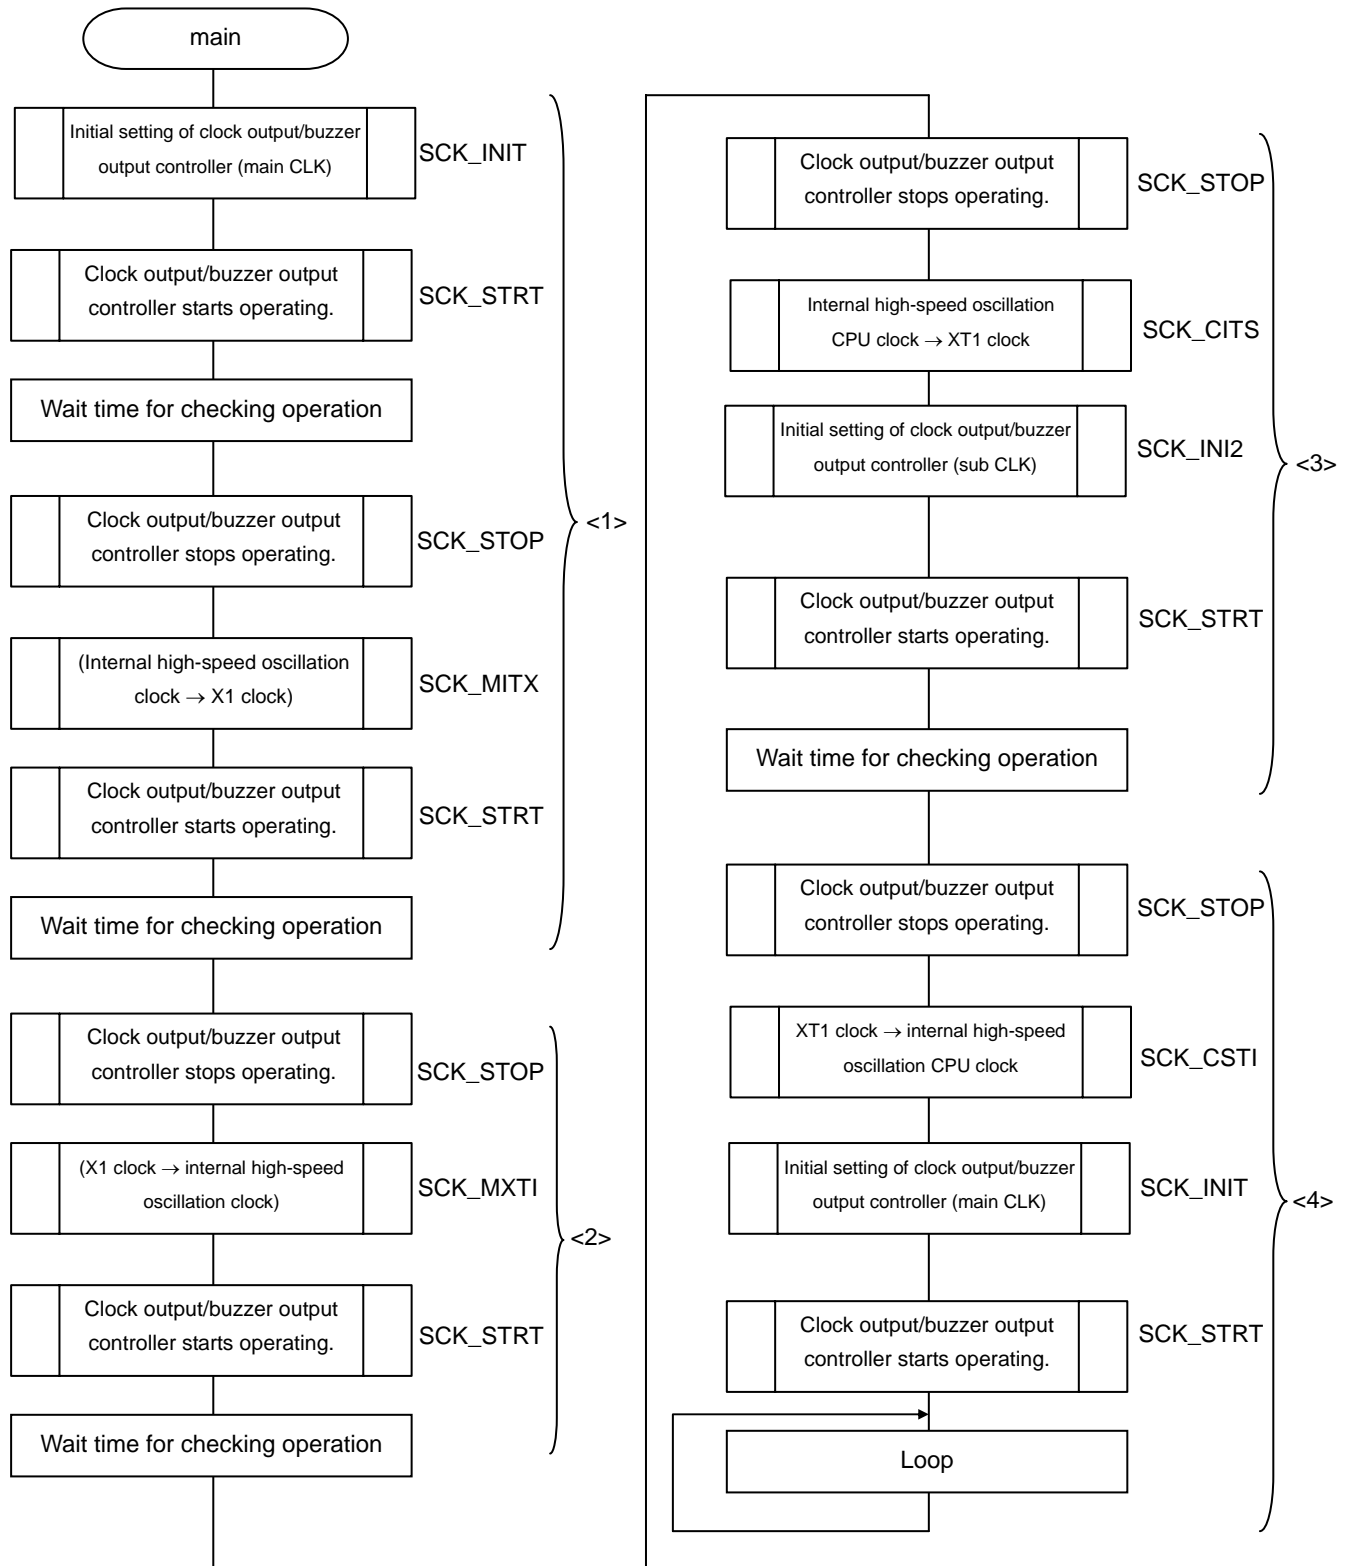 main
Initial setting of clock output/buzzer
output controller (main CLK)
SCK_INIT
Clock output/buzzer output
controller starts operating.
SCK_STRT
Wait time for checking operation
Clock output/buzzer output
controller stops operating.
SCK_STOP
<1>
(Internal high-speed oscillation
clock → X1 clock)
SCK_MITX
Clock output/buzzer output
controller starts operating.
SCK_STRT
Wait time for checking operation
Clock output/buzzer output
controller stops operating.
SCK_STOP
(X1 clock → internal high-speed
oscillation clock)
SCK_MXTI
<2>
Clock output/buzzer output
controller starts operating.
SCK_STRT
Wait time for checking operation
Clock output/buzzer output
controller stops operating.
SCK_STOP
Internal high-speed oscillation
CPU clock → XT1 clock
SCK_CITS
Initial setting of clock output/buzzer
output controller (sub CLK)
SCK_INI2
<3>
Clock output/buzzer output
controller starts operating.
SCK_STRT
Wait time for checking operation
Clock output/buzzer output
controller stops operating.
SCK_STOP
XT1 clock → internal high-speed
oscillation CPU clock
SCK_CSTI
Initial setting of clock output/buzzer
output controller (main CLK)
SCK_INIT
<4>
Clock output/buzzer output
controller starts operating.
SCK_STRT
Loop